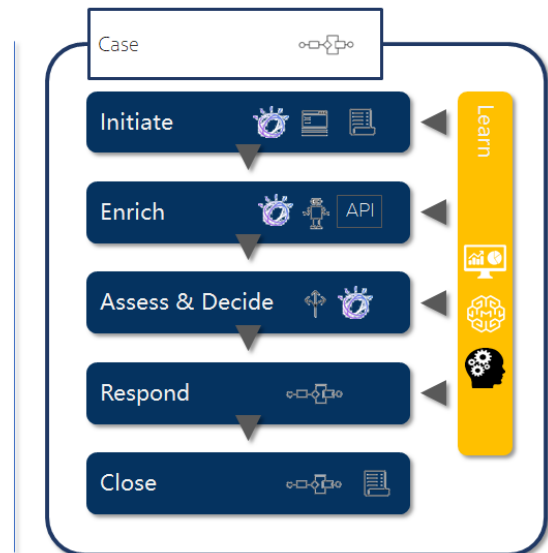 Case
Initiate
Learn
Enrich
API
Assess & Decide
Respond
Close